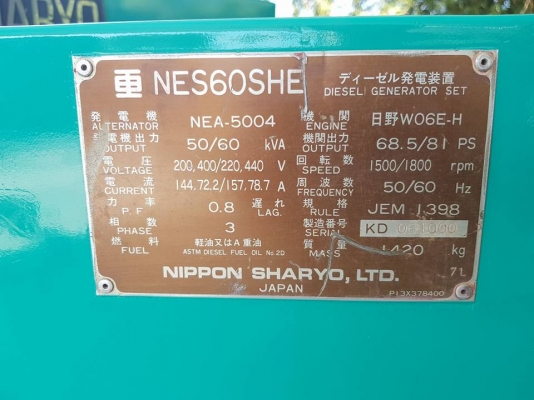 SHARYO
重 NES60SHE ディーゼル発電装置
DIESEL GENERATOR SET
発電機 NEA-5004 機関 日野W06E-H
ALTERNATOR ENGINE
発電機出力 50/60 kVA 機関出力 68.5/81 PS
OUTPUT OUTPUT
電圧 200,400/220,440 V 回転数 1500/1800 rpm
VOLTAGE SPEED
電流 144,72.2/157,78.7 A 周波数 50/60 Hz
CURRENT FREQUENCY
力率 0.8 遅れ 規格 JEM 1398
P.F. LAG. RULE
相数 3 製造番号 KD
PHASE SERIAL
燃料 軽油又はA重油 質量 1420 kg
FUEL ASTM DIESEL FUEL OIL No.2D MASS
71.
NIPPON SHARYO, LTD.
JAPAN
P13X378400